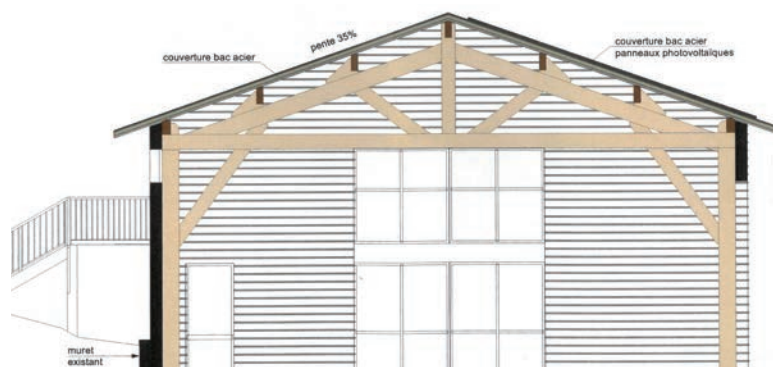 pente 35%
couverture bac acier
couverture bac acier
panneaux photovoltaïques
muret
existant